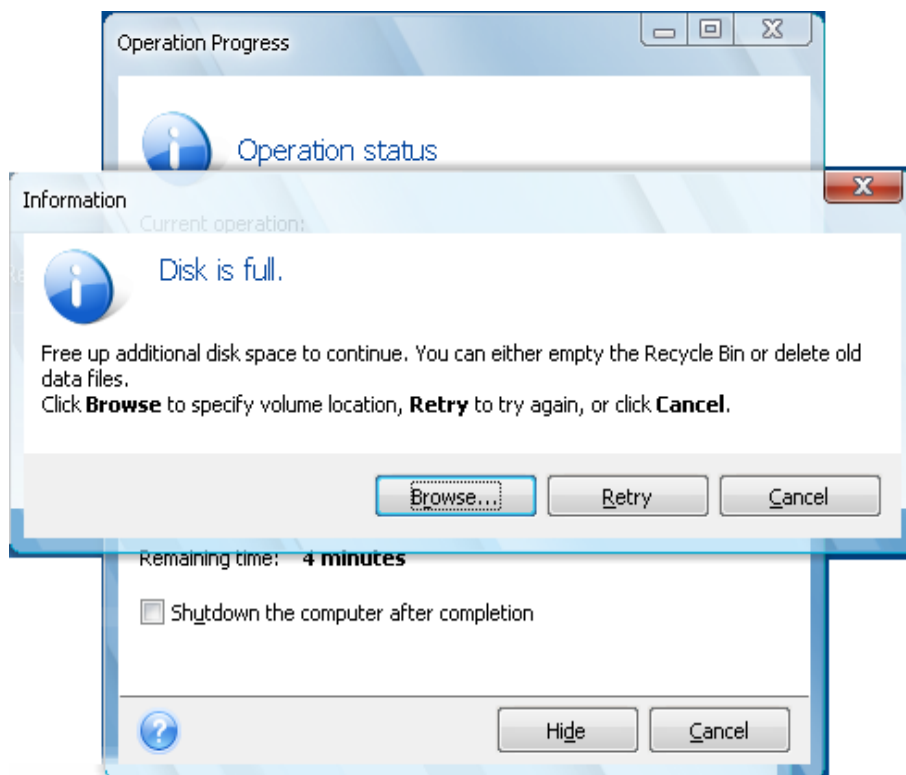 Operation Progress
Operation status
Information
Current operation:
Disk is full.
Free up additional disk space to continue. You can either empty the Recycle Bin or delete old
data files.
Click Browse to specify volume location, Retry to try again, or click Cancel.
Browse... Retry Cancel
Remaining time: 4 minutes
Shutdown the computer after completion
Hide Cancel